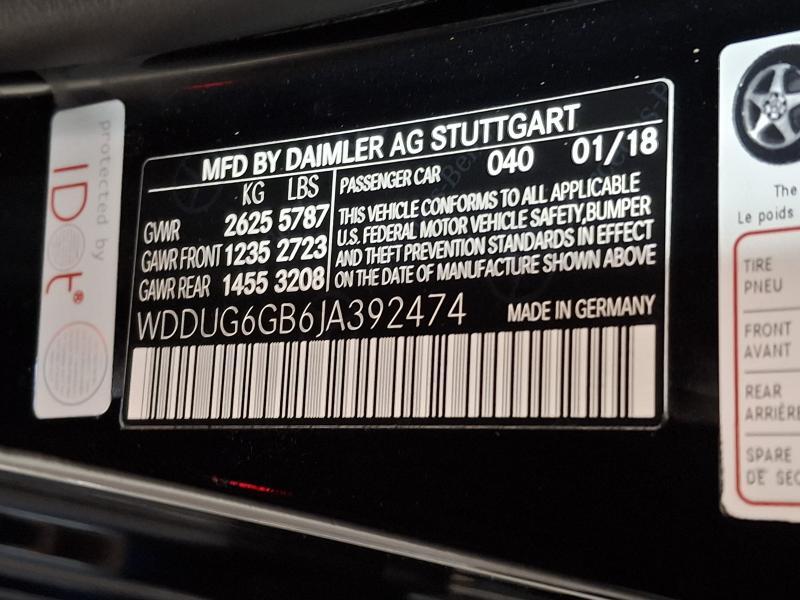 protected by
IDot®
MFD BY DAIMLER AG STUTTGART
KG LBS
GVWR 2625 5787
GAWR FRONT 1235 2723
GAWR REAR 1455 3208
PASSENGER CAR 040 01/18
THIS VEHICLE CONFORMS TO ALL APPLICABLE
U.S. FEDERAL MOTOR VEHICLE SAFETY,BUMPER
AND THEFT PREVENTION STANDARDS IN EFFECT
ON THE DATE OF MANUFACTURE SHOWN ABOVE
WDDUG6GB6JA392474 MADE IN GERMANY
The
Le poids
TIRE
PNEU
FRONT
AVANT
REAR
ARRIÈRE
SPARE
DE SEC